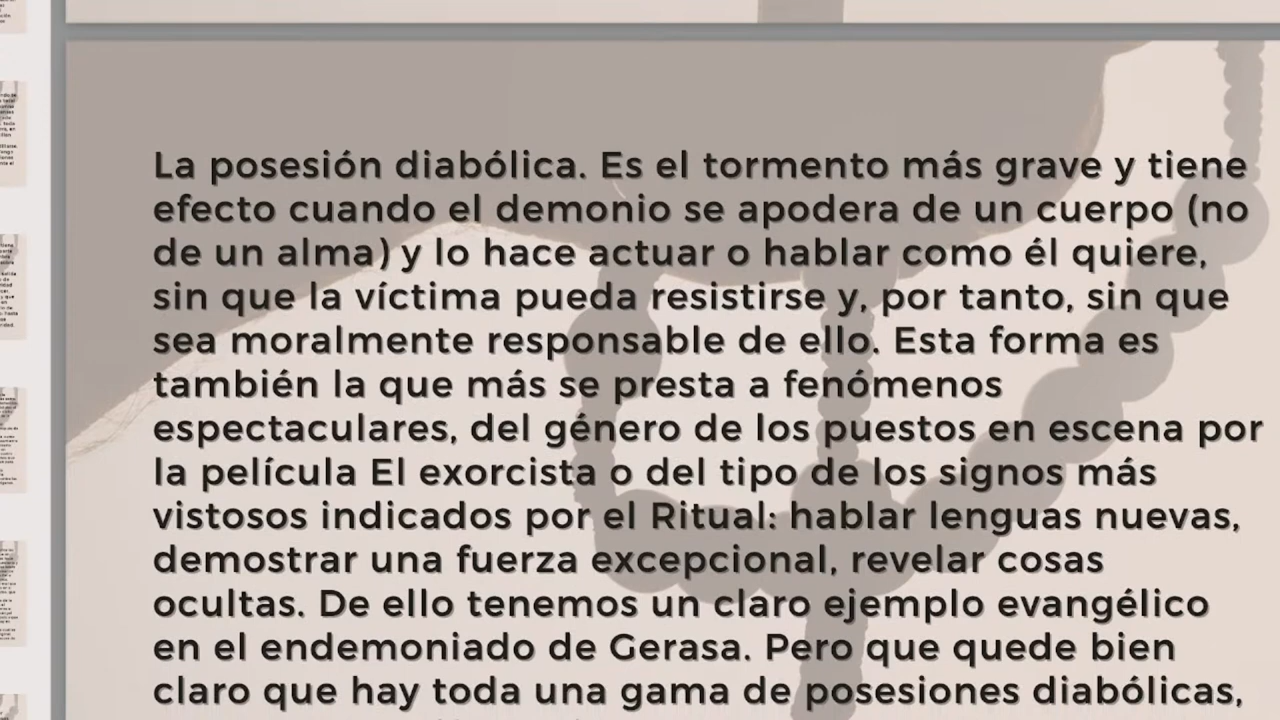 La posesión diabólica. Es el tormento más grave y tiene
efecto cuando el demonio se apodera de un cuerpo (no
de un alma) y lo hace actuar o hablar como él quiere,
sin que la víctima pueda resistirse y, por tanto, sin que
sea moralmente responsable de ello. Esta forma es
también la que más se presta a fenómenos
espectaculares, del género de los puestos en escena por
la película El exorcista o del tipo de los signos más
vistosos indicados por el Ritual: hablar lenguas nuevas,
demostrar una fuerza excepcional, revelar cosas
ocultas. De ello tenemos un claro ejemplo evangélico
en el endemoniado de Gerasa. Pero que quede bien
claro que hay toda una gama de posesiones diabólicas,